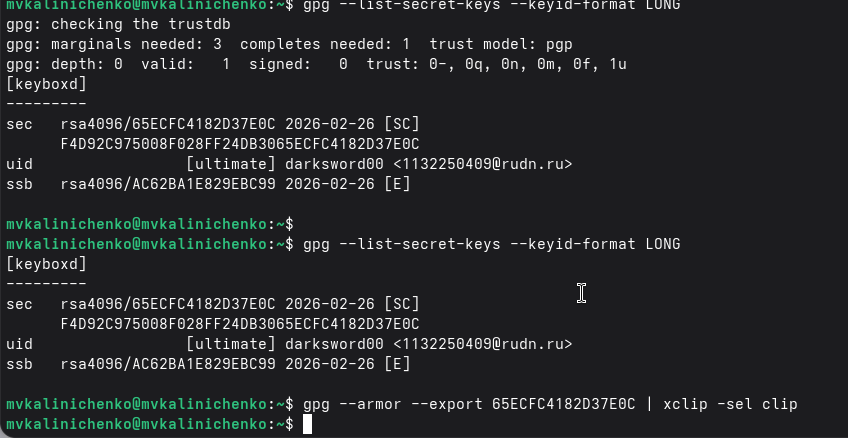 mvkalinichenko@mvkalinichenko:~$ gpg --list-secret-keys --keyid-format LONG
gpg: checking the trustdb
gpg: marginals needed: 3  completes needed: 1  trust model: pgp
gpg: depth: 0  valid:   1  signed:   0  trust: 0-, 0q, 0n, 0m, 0f, 1u
[keyboxd]
---------
sec   rsa4096/65ECFC4182D37E0C 2026-02-26 [SC]
      F4D92C975008F028FF24DB3065ECFC4182D37E0C
uid                 [ultimate] darksword00 <1132250409@rudn.ru>
ssb   rsa4096/AC62BA1E829EBC99 2026-02-26 [E]

mvkalinichenko@mvkalinichenko:~$
mvkalinichenko@mvkalinichenko:~$ gpg --list-secret-keys --keyid-format LONG
[keyboxd]
---------
sec   rsa4096/65ECFC4182D37E0C 2026-02-26 [SC]
      F4D92C975008F028FF24DB3065ECFC4182D37E0C
uid                 [ultimate] darksword00 <1132250409@rudn.ru>
ssb   rsa4096/AC62BA1E829EBC99 2026-02-26 [E]

mvkalinichenko@mvkalinichenko:~$ gpg --armor --export 65ECFC4182D37E0C | xclip -sel clip
mvkalinichenko@mvkalinichenko:~$